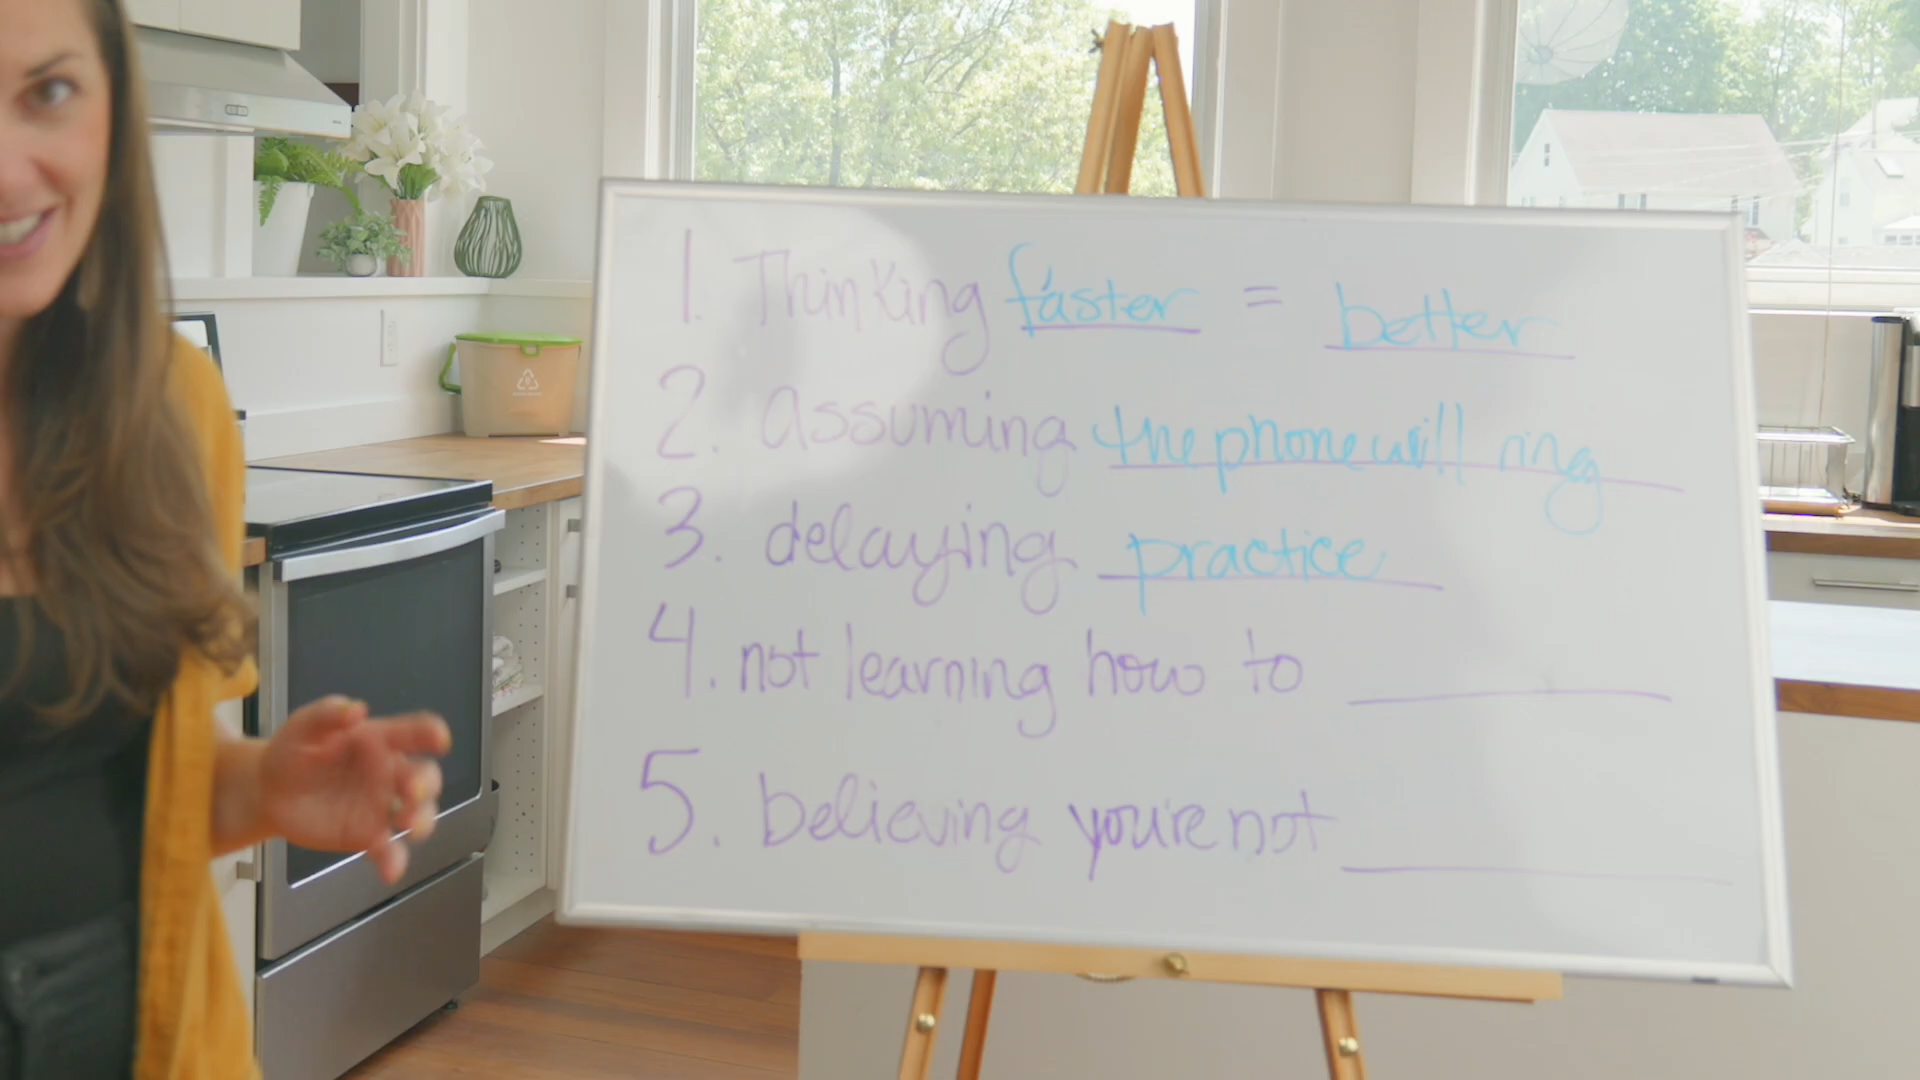 1. Thinking faster = better
2. assuming the phone will ring
3. delaying practice
4. not learning how to
5. believing you're not